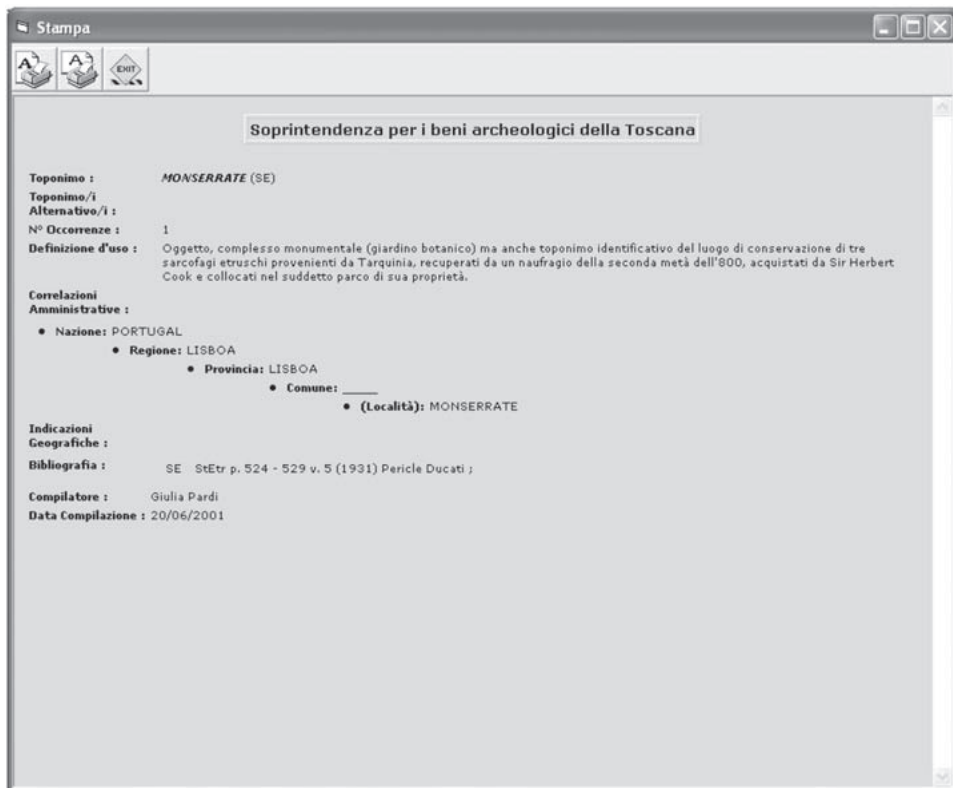 Stampa
A A EXIT
Soprintendenza per i beni archeologici della Toscana
Toponimo : MONSERRATE (SE)
Toponimo/i
Alternativo/i :
N° Occorrenze : 1
Definizione d'uso : Oggetto, complesso monumentale (giardino botanico) ma anche toponimo identificativo del luogo di conservazione di tre
sarcofagi etruschi provenienti da Tarquinia, recuperati da un naufragio della seconda metà dell'800, acquistati da Sir Herbert
Cook e collocati nel suddetto parco di sua proprietà.
Correlazioni
Amministrative :
• Nazione: PORTUGAL
• Regione: LISBOA
• Provincia: LISBOA
• Comune: _____
• (Località): MONSERRATE
Indicazioni
Geografiche :
Bibliografia : SE StEtr p. 524 - 529 v. 5 (1931) Pericle Ducati ;
Compilatore : Giulia Pardi
Data Compilazione : 20/06/2001